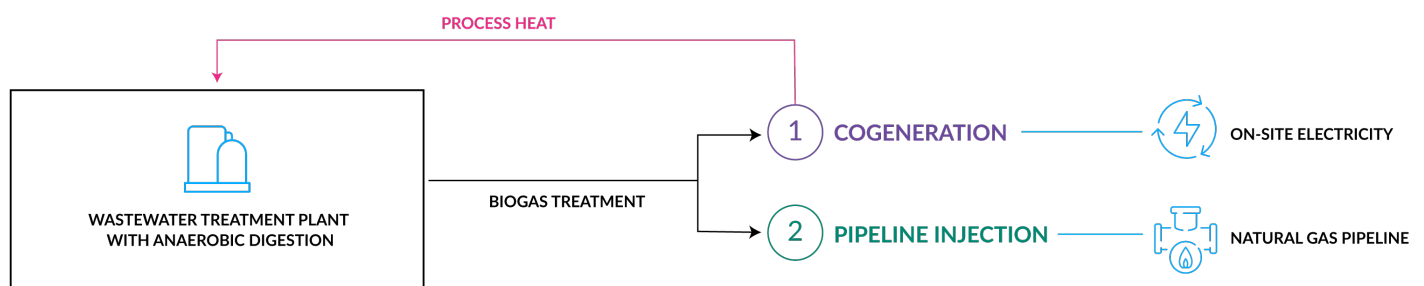 PROCESS HEAT
1
COGENERATION
ON-SITE ELECTRICITY
BIOGAS TREATMENT
WASTEWATER TREATMENT PLANT
WITH ANAEROBIC DIGESTION
2
PIPELINE INJECTION
NATURAL GAS PIPELINE